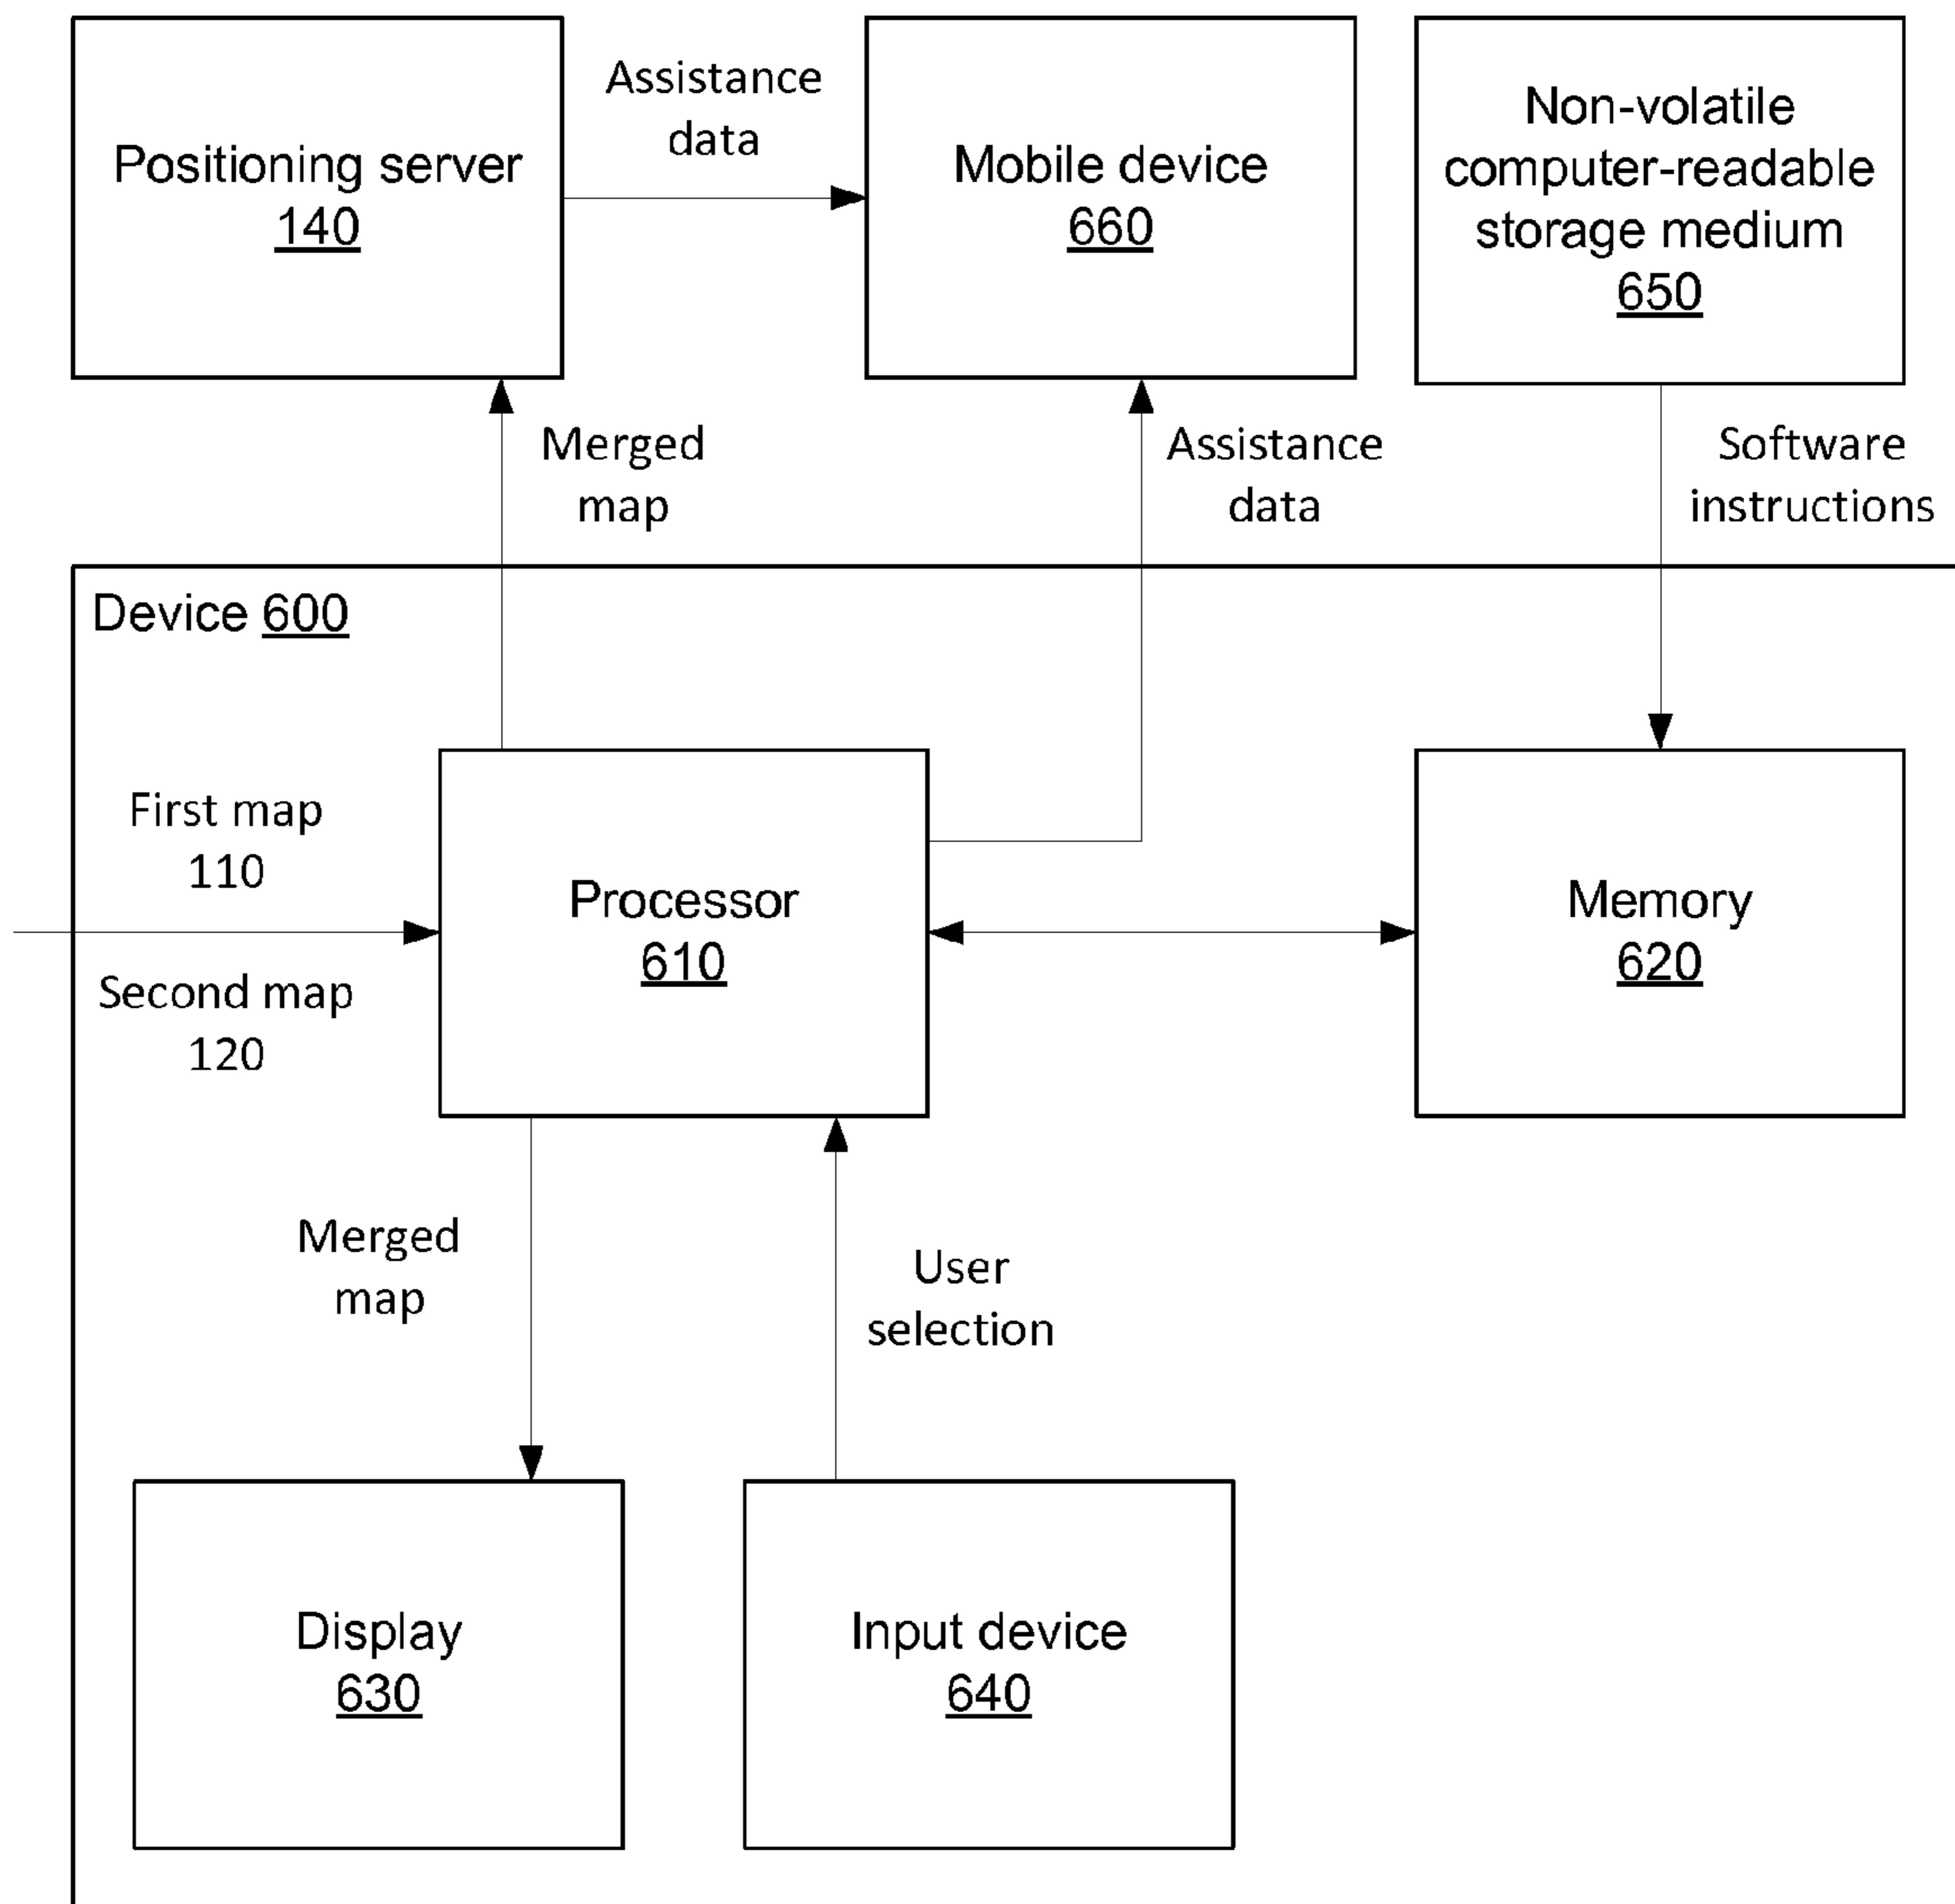 Positioning server
140
Assistance
data
Mobile device
660
Non-volatile
computer-readable
storage medium
650
Merged
map
Assistance
data
Software
instructions
Device 600
First map
110
Second map
120
Processor
610
Memory
620
Merged
map
User
selection
Display
630
Input device
640